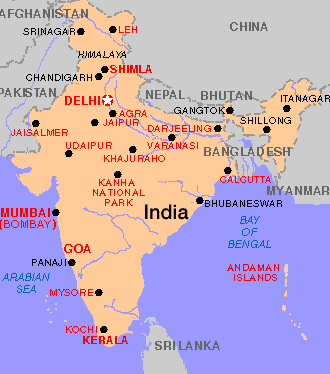 AFGHANISTAN
CHINA
SRINAGAR
LEH
HIMALAYA
SHIMLA
CHANDIGARH
PAKISTAN
NEPAL
BHUTAN
DELHI
GANGTOK
ITANAGAR
AGRA
JAISALMER
JAIPUR
DARJEELING
SHILLONG
UDAIPUR
VARANASI
KHAJURAHO
BANGLADESH
KANHA
NATIONAL
PARK
CALCUTTA
MYANMAR
MUMBAI
(BOMBAY)
India
BHUBANESWAR
BAY
OF
BENGAL
GOA
PANAJI
ARABIAN
SEA
ANDAMAN
ISLANDS
MYSORE
KOCHI
KERALA
SRI LANKA